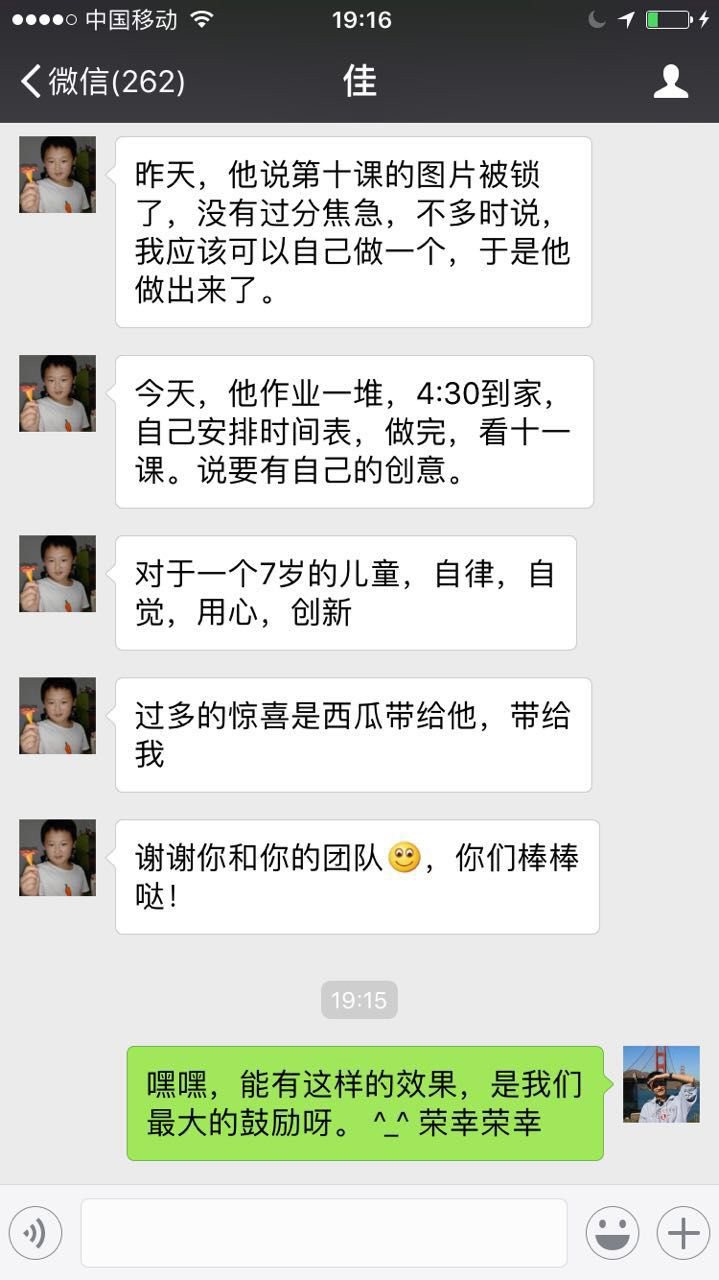 中国移动 19:16
微信(262) 佳
昨天，他说第十课的图片被锁
了，没有过分焦急，不多时说，
我应该可以自己做一个，于是他
做出来了。
今天，他作业一堆，4:30到家，
自己安排时间表，做完，看十一
课。说要有自己的创意。
对于一个7岁的儿童，自律，自
觉，用心，创新
过多的惊喜是西瓜带给他，带给
我
谢谢你和你的团队🙂，你们棒棒
哒！
19:15
嘿嘿，能有这样的效果，是我们
最大的鼓励呀。^_^ 荣幸荣幸